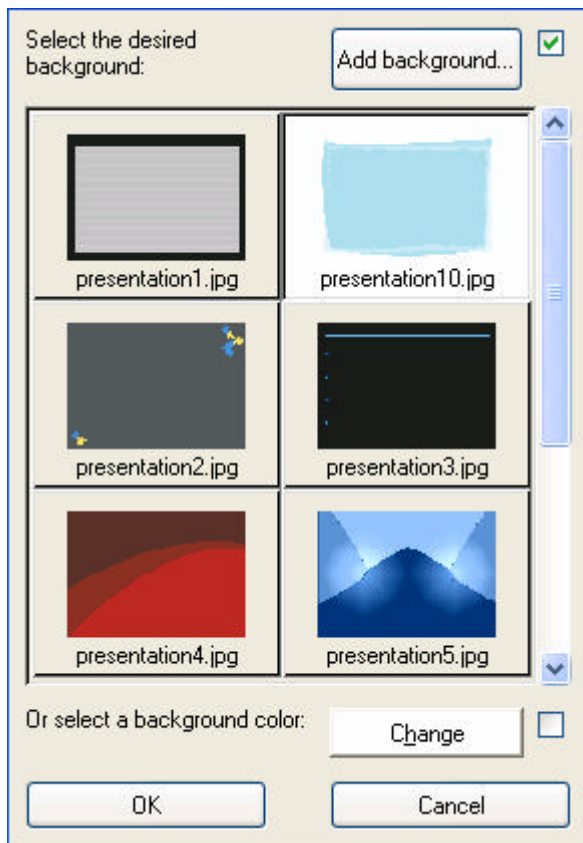 Select the desired
background:
Add background...
presentation1.jpg
presentation10.jpg
presentation2.jpg
presentation3.jpg
presentation4.jpg
presentation5.jpg
Or select a background color:
Change
OK
Cancel